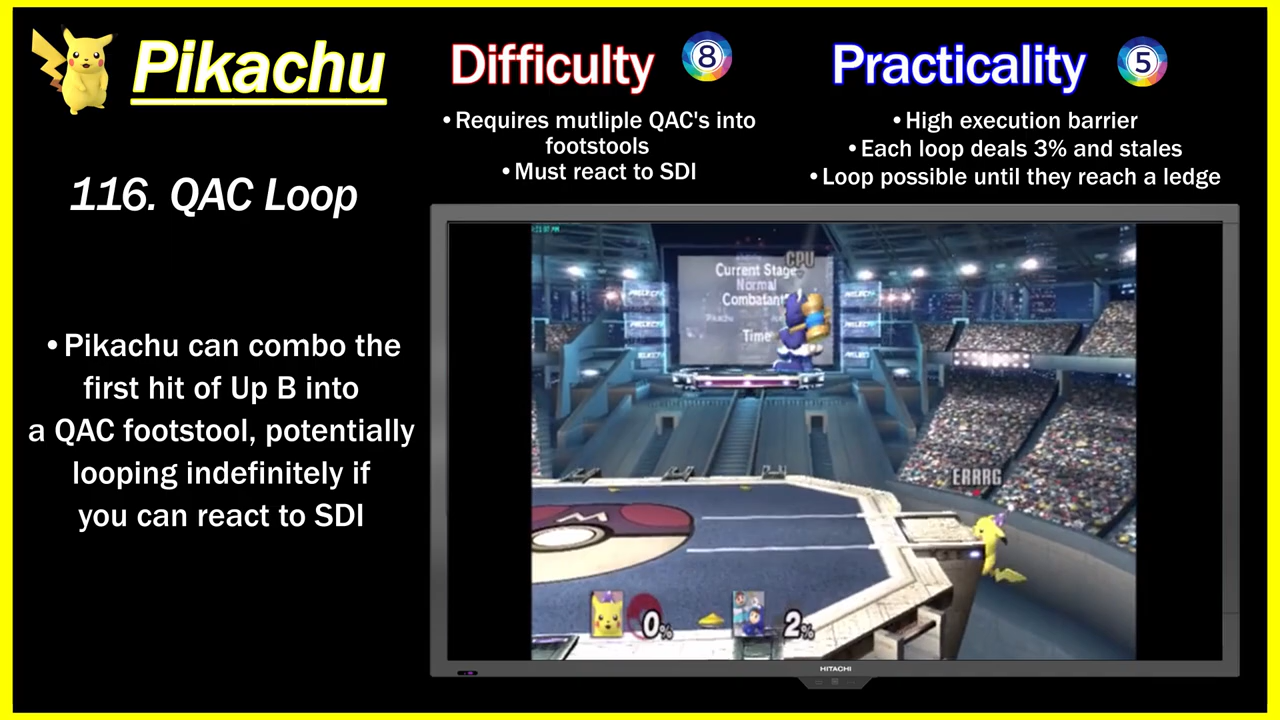 Pikachu
116. QAC Loop
•Pikachu can combo the
first hit of Up B into
a QAC footstool, potentially
looping indefinitely if
you can react to SDI
Difficulty 8
•Requires mutliple QAC's into
footstools
•Must react to SDI
Practicality 5
•High execution barrier
•Each loop deals 3% and stales
•Loop possible until they reach a ledge
CPU
Current Stage
Normal
Combatant
Pikachu
Time
ERRRG
0%
2%
HITACHI